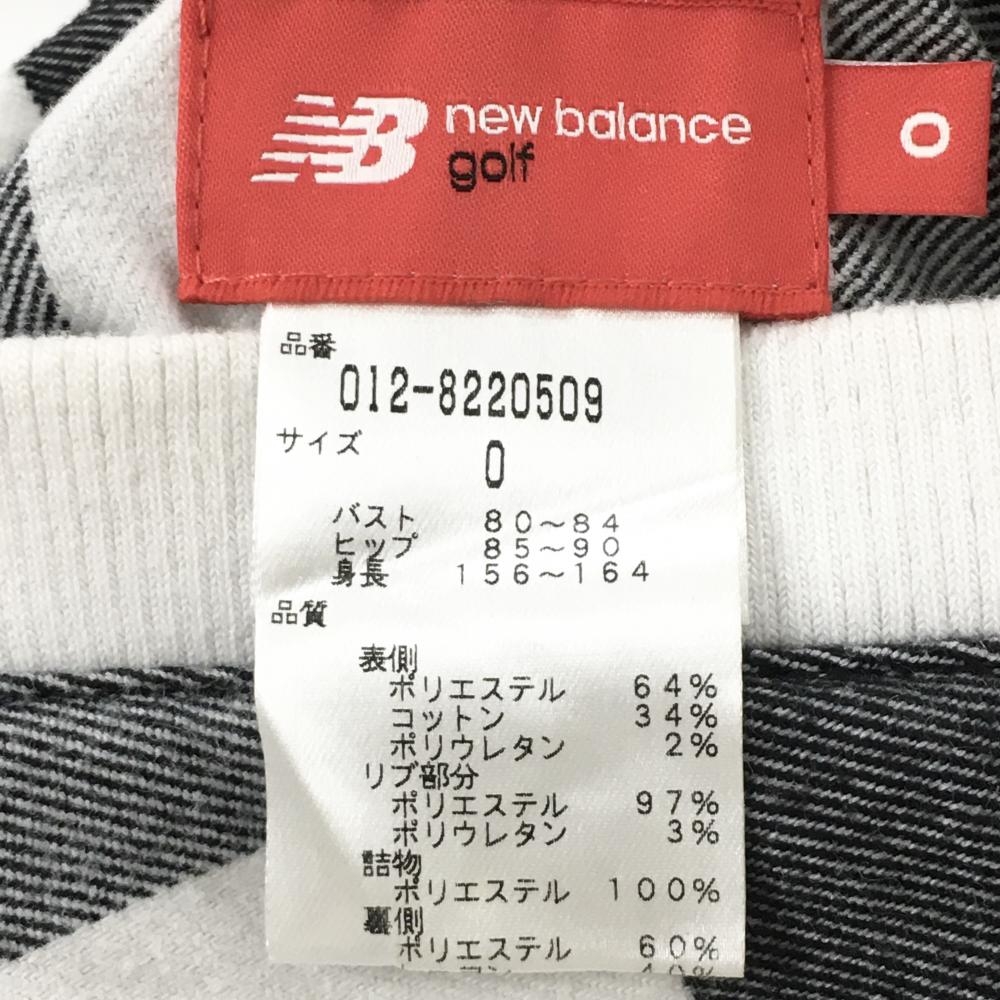 NB new balance
golf
0
品番
012-8220509
サイズ
0
バスト 80～84
ヒップ 85～90
身長 156～164
品質
表側
ポリエステル 64%
コットン 34%
ポリウレタン 2%
リブ部分
ポリエステル 97%
ポリウレタン 3%
詰物
ポリエステル 100%
裏側
ポリエステル 60%
40%